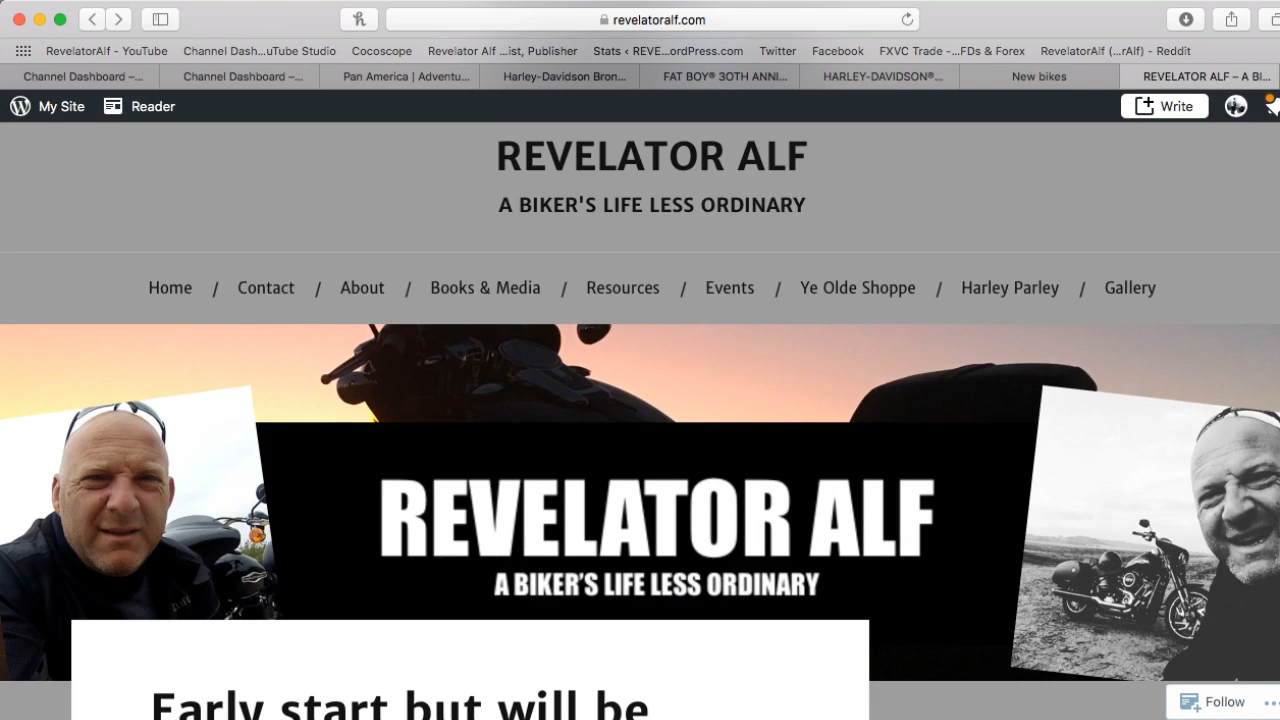 revelatoralf.com
RevelatorAlf - YouTube Channel Dash...uTube Studio Cocoscope Revelator Alf ...ist, Publisher Stats ‹ REVE...ordPress.com Twitter Facebook FXVC Trade -...FDs & Forex RevelatorAlf (...rAlf) - Reddit
Channel Dashboard –... Channel Dashboard –... Pan America | Adventu... Harley-Davidson Bron... FAT BOY® 30TH ANNI... HARLEY-DAVIDSON®... New bikes REVELATOR ALF – A BI...
My Site Reader Write
REVELATOR ALF
A BIKER'S LIFE LESS ORDINARY
Home / Contact / About / Books & Media / Resources / Events / Ye Olde Shoppe / Harley Parley / Gallery
REVELATOR ALF
A BIKER'S LIFE LESS ORDINARY
Early start but will be
Follow